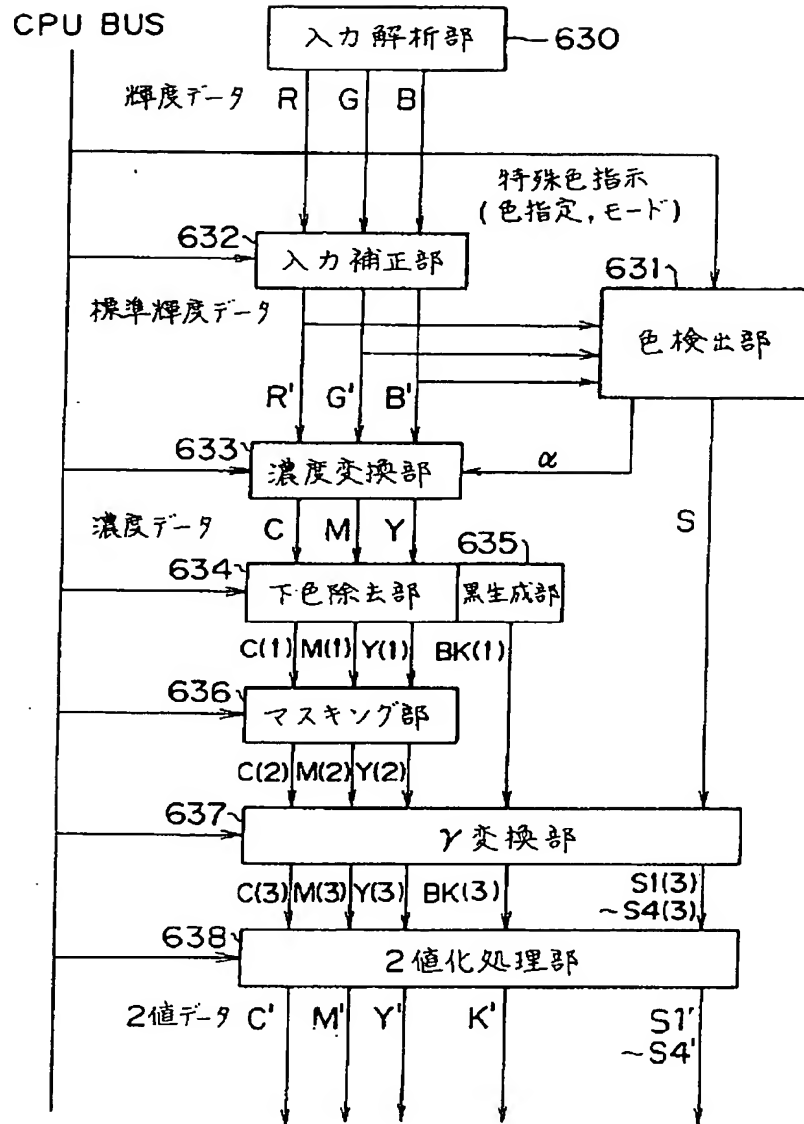 CPU BUS
入力解析部
630
輝度データ
R G B
特殊色指示
(色指定,モード)
632
入力補正部
631
色検出部
標準輝度データ
R' G' B'
633
濃度変換部
α
濃度データ
C M Y
S
634
下色除去部
635
黒生成部
C(1) M(1) Y(1) BK(1)
636
マスキング部
C(2) M(2) Y(2)
637
γ変換部
C(3) M(3) Y(3) BK(3)
S1(3)
~S4(3)
638
2値化処理部
2値データ
C' M' Y' K'
S1'
~S4'